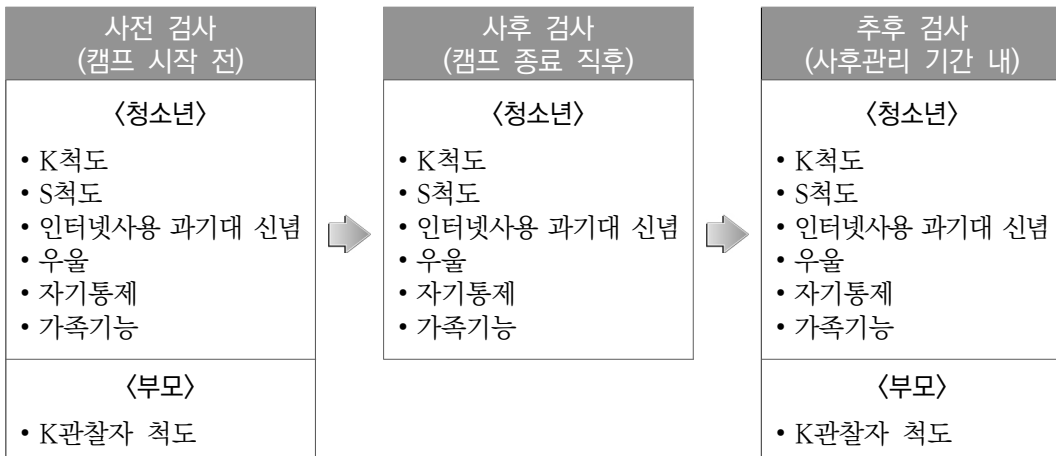 사전 검사
(캠프 시작 전)
〈청소년〉
• K척도
• S척도
• 인터넷사용 과기대 신념
• 우울
• 자기통제
• 가족기능
〈부모〉
• K관찰자 척도
사후 검사
(캠프 종료 직후)
〈청소년〉
• K척도
• S척도
• 인터넷사용 과기대 신념
• 우울
• 자기통제
• 가족기능
추후 검사
(사후관리 기간 내)
〈청소년〉
• K척도
• S척도
• 인터넷사용 과기대 신념
• 우울
• 자기통제
• 가족기능
〈부모〉
• K관찰자 척도